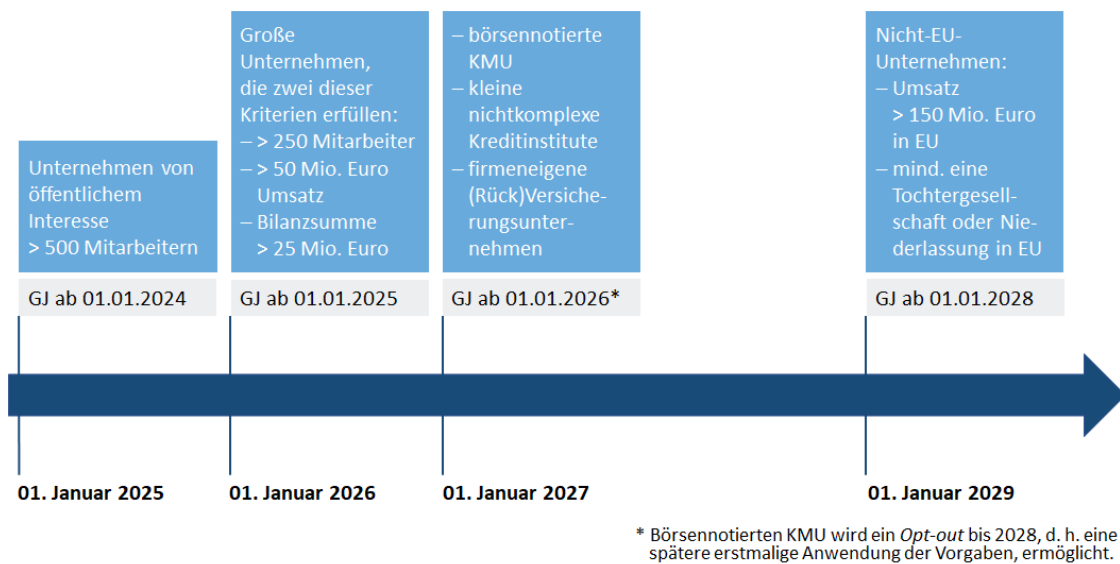 Unternehmen von
öffentlichem
Interesse
> 500 Mitarbeitern
GJ ab 01.01.2024
01. Januar 2025
Große
Unternehmen,
die zwei dieser
Kriterien erfüllen:
– > 250 Mitarbeiter
– > 50 Mio. Euro
Umsatz
– Bilanzsumme
> 25 Mio. Euro
GJ ab 01.01.2025
01. Januar 2026
– börsennotierte
KMU
– kleine
nichtkomplexe
Kreditinstitute
– firmeneigene
(Rück)Versiche-
rungsunter-
nehmen
GJ ab 01.01.2026*
01. Januar 2027
Nicht-EU-
Unternehmen:
– Umsatz
> 150 Mio. Euro
in EU
– mind. eine
Tochtergesell-
schaft oder Nie-
derlassung in EU
GJ ab 01.01.2028
01. Januar 2029
* Börsennotierten KMU wird ein Opt-out bis 2028, d. h. eine
spätere erstmalige Anwendung der Vorgaben, ermöglicht.